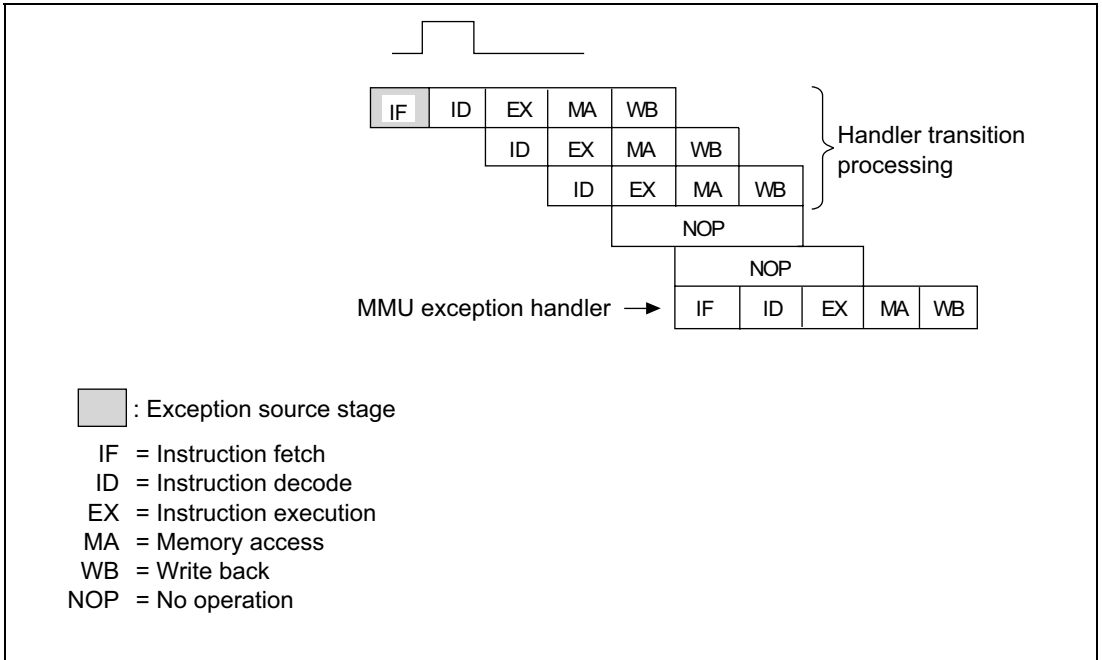 IF ID EX MA WB
ID EX MA WB
ID EX MA WB
Handler transition
processing
NOP
NOP
MMU exception handler
IF ID EX MA WB
: Exception source stage
IF = Instruction fetch
ID = Instruction decode
EX = Instruction execution
MA = Memory access
WB = Write back
NOP = No operation